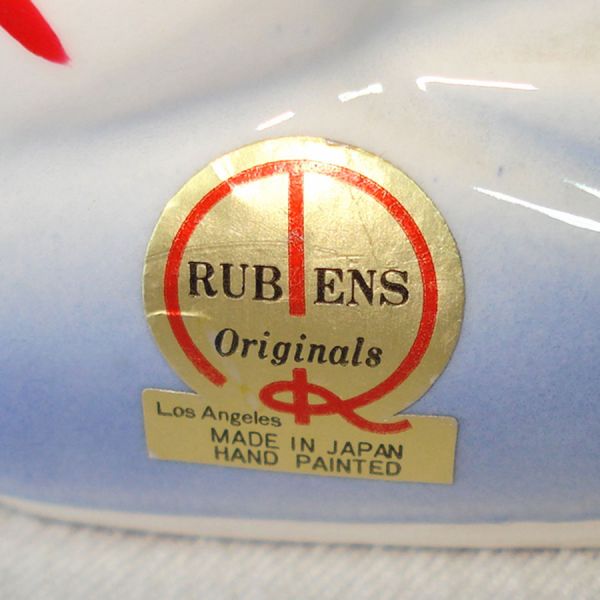 RUBENS
Originals
Los Angeles
MADE IN JAPAN
HAND PAINTED